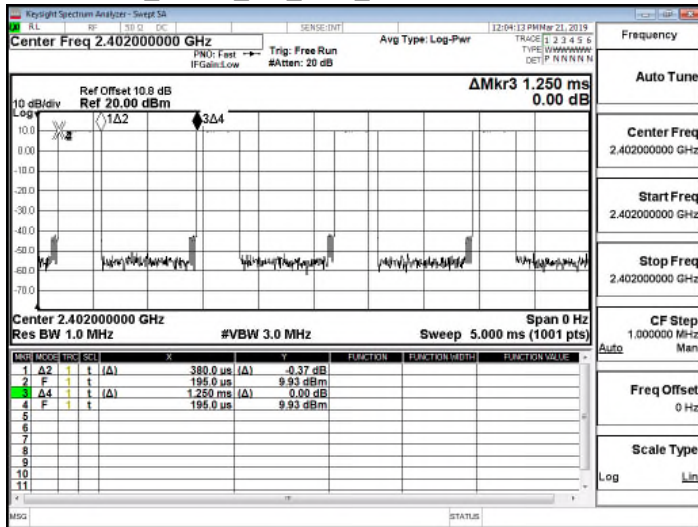 Keysight Spectrum Analyzer - Swept SA
RL RF 50 Ω DC SENSE:INT 12:04:13 PM Mar 21, 2019
Center Freq 2.402000000 GHz
PNO: Fast
IFGain:Low
Trig: Free Run
#Atten: 20 dB
Avg Type: Log-Pwr
TRACE 1 2 3 4 5 6
TYPE WWWWWW
DET P N N N N N
Ref Offset 10.8 dB
Ref 20.00 dBm
10 dB/div
Log
ΔMkr3 1.250 ms
0.00 dB
1Δ2
3Δ4
10.0
0.00
-10.0
-20.0
-30.0
-40.0
-50.0
-60.0
-70.0
Center 2.402000000 GHz Span 0 Hz
Res BW 1.0 MHz #VBW 3.0 MHz Sweep 5.000 ms (1001 pts)
MKR MODE TRC SCL X Y FUNCTION FUNCTION WIDTH FUNCTION VALUE
1 Δ2 1 t (Δ) 380.0 us (Δ) -0.37 dB
2 F 1 t 195.0 us 9.93 dBm
3 Δ4 1 t (Δ) 1.250 ms (Δ) 0.00 dB
4 F 1 t 195.0 us 9.93 dBm
5
6
7
8
9
10
11
MSG STATUS
Frequency
Auto Tune
Center Freq
2.402000000 GHz
Start Freq
2.402000000 GHz
Stop Freq
2.402000000 GHz
CF Step
1.000000 MHz
Auto Man
Freq Offset
0 Hz
Scale Type
Log Lin